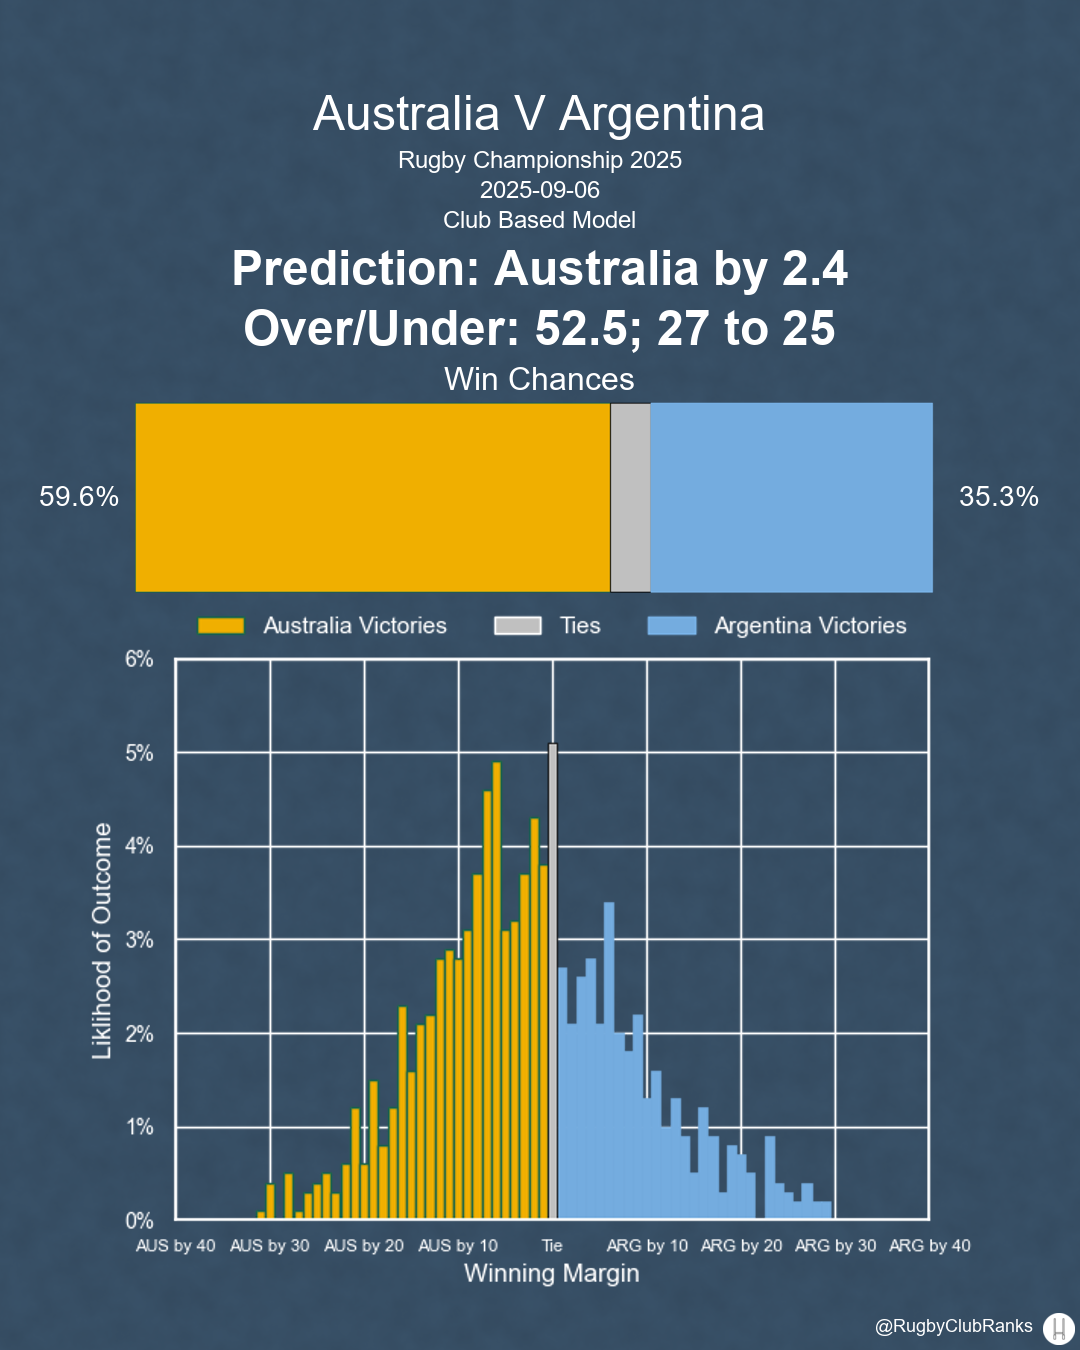 Australia V Argentina
Rugby Championship 2025
2025-09-06
Club Based Model
Prediction: Australia by 2.4
Over/Under: 52.5; 27 to 25
Win Chances
59.6%
35.3%
Australia Victories
Ties
Argentina Victories
6%
5%
4%
3%
2%
1%
0%
Liklihood of Outcome
AUS by 40
AUS by 30
AUS by 20
AUS by 10
Tie
ARG by 10
ARG by 20
ARG by 30
ARG by 40
Winning Margin
@RugbyClubRanks